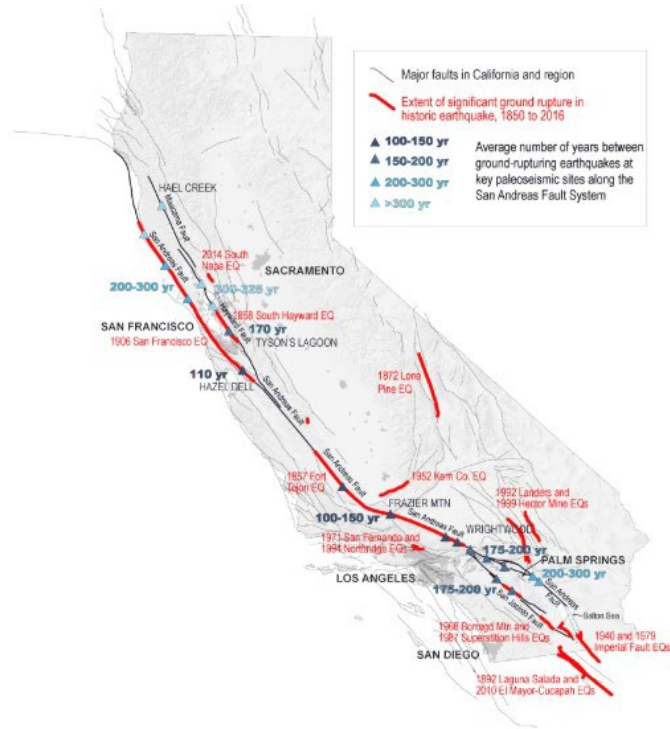 Major faults in California and region
Extent of significant ground rupture in
historic earthquake, 1850 to 2016
100-150 yr
150-200 yr
200-300 yr
>300 yr
Average number of years between
ground-rupturing earthquakes at
key paleoseismic sites along the
San Andreas Fault System
HAEL CREEK
Maacama Fault
San Andreas Fault
2014 South
Napa EQ
SACRAMENTO
200-300 yr
300-325 yr
Hayward Fault
1868 South Hayward EQ
SAN FRANCISCO
170 yr
1906 San Francisco EQ
TYSON'S LAGOON
110 yr
HAZEL DELL
San Andreas Fault
1872 Lone
Pine EQ
San Andreas Fault
1857 Fort
Tejon EQ
1952 Kern Co. EQ
1992 Landers and
1999 Hector Mine EQs
FRAZIER MTN
100-150 yr
San Andreas Fault
WRIGHTWOOD
1971 San Fernando and
1994 Northridge EQs
175-200 yr
PALM SPRINGS
200-300 yr
LOS ANGELES
175-200 yr
San Andreas
Fault
San Jacinto Fault
Salton Sea
1968 Borrego Mtn and
1987 Superstition Hills EQs
1940 and 1979
Imperial Fault EQs
SAN DIEGO
1892 Laguna Salada and
2010 El Mayor-Cucapah EQs